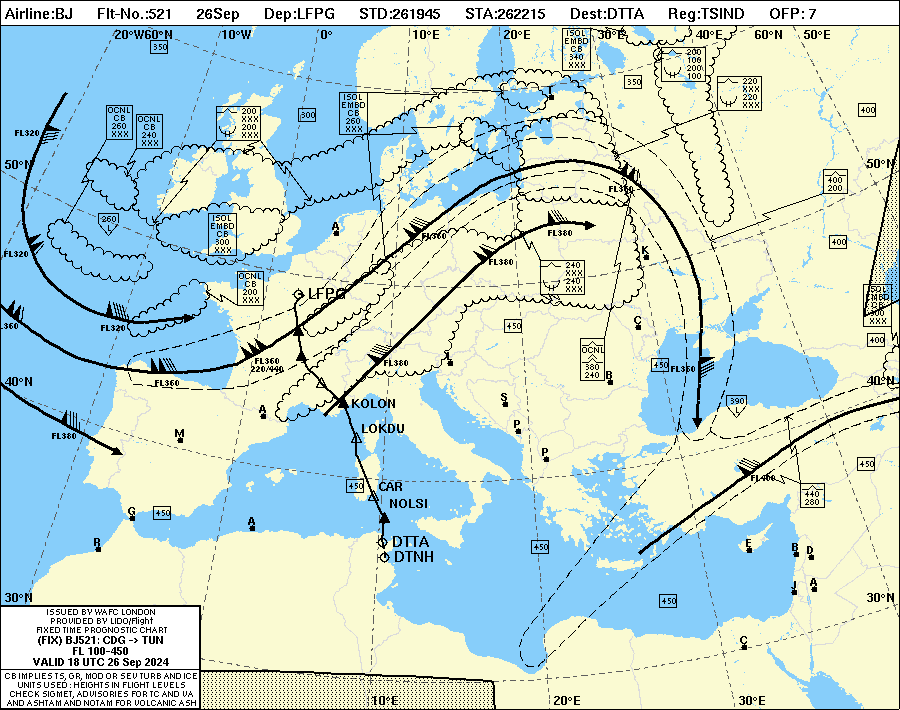 Airline:BJ Flt-No.:521 26Sep Dep:LFPG STD:261945 STA:262215 Dest:DTTA Reg:TSIND OFP: 7
20°W60°N 10°W 0° 10°E 20°E 30°E 40°E 60°N 50°E
350
ISOL
EMBD
CB
340
XXX
200
100
200
100
350
220
XXX
220
XXX
400
OCNL
CB
260
XXX
OCNL
CB
240
XXX
200
XXX
200
XXX
300
ISOL
EMBD
CB
260
XXX
FL320
T
50°N
50°N
400
200
FL360
260
L
ISOL
EMBD
CB
300
XXX
A
FL360
FL380
400
FL320
K
FL380
240
XXX
240
XXX
OCNL
CB
200
XXX
LFPG
ISOL
EMBD
CB
300
XXX
FL360
FL320
450
C
400
FL360
220/440
FL380
L
OCNL
380
240
450
FL360
40°N
FL360
B
40°N
KOLON
A
S
390
L
FL380
M
LOKDU
P
P
450
FL400
450
CAR
440
280
NOLSI
G
450
A
R
DTTA
DTNH
450
E
B
D
30°N
450
J
A
30°N
ISSUED BY WAFC LONDON
PROVIDED BY LIDO/Flight
FIXED TIME PROGNOSTIC CHART
(FIX) BJ521: CDG -> TUN
FL 100-450
VALID 18 UTC 26 Sep 2024
C
CB IMPLIES TS, GR, MOD OR SEV TURB AND ICE
UNITS USED : HEIGHTS IN FLIGHT LEVELS
CHECK SIGMET, ADVISORIES FOR TC AND VA
AND ASHTAM AND NOTAM FOR VOLCANIC ASH
10°E 20°E 30°E